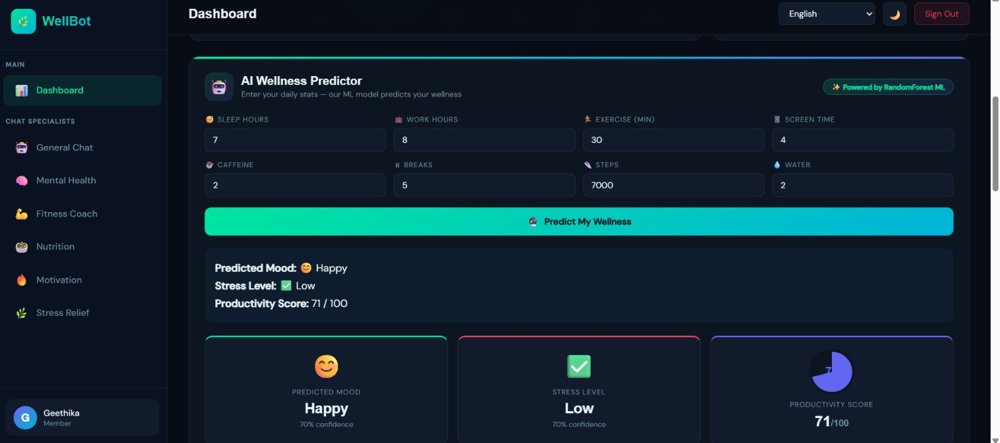 WellBot
Dashboard
English
Sign Out
MAIN
Dashboard
CHAT SPECIALISTS
General Chat
Mental Health
Fitness Coach
Nutrition
Motivation
Stress Relief
G
Geethika
Member
AI Wellness Predictor
Enter your daily stats — our ML model predicts your wellness
✨ Powered by RandomForest ML
😴 SLEEP HOURS
💼 WORK HOURS
🏃 EXERCISE (MIN)
📱 SCREEN TIME
7
8
30
4
☕ CAFFEINE
⏸ BREAKS
👟 STEPS
💧 WATER
2
5
7000
2
🔮 Predict My Wellness
Predicted Mood: 😊 Happy
Stress Level: ✅ Low
Productivity Score: 71 / 100
PREDICTED MOOD
Happy
70% confidence
STRESS LEVEL
Low
70% confidence
PRODUCTIVITY SCORE
71/100